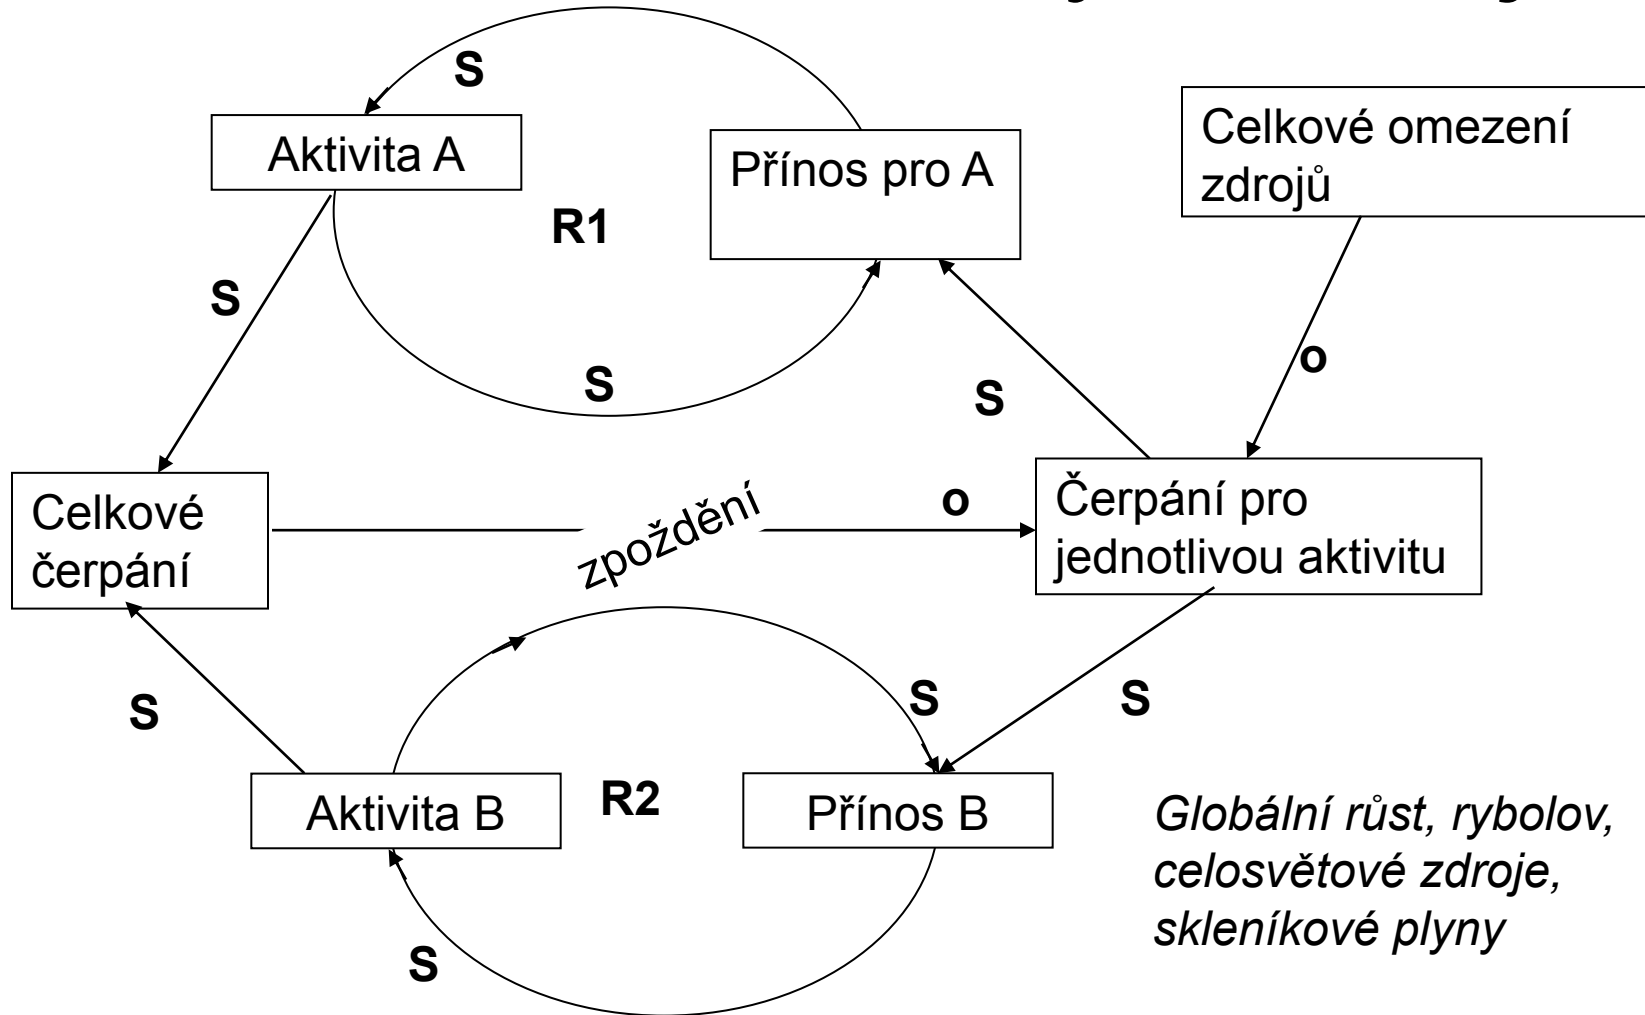 S
Aktivita A
Přínos pro A
Celkové omezení
zdrojů
R1
S
o
S
S
Celkové
čerpání
zpoždění
o
Čerpání pro
jednotlivou aktivitu
S
S
S
Aktivita B
R2
Přínos B
Globální růst, rybolov,
celosvětové zdroje,
skleníkové plyny
S